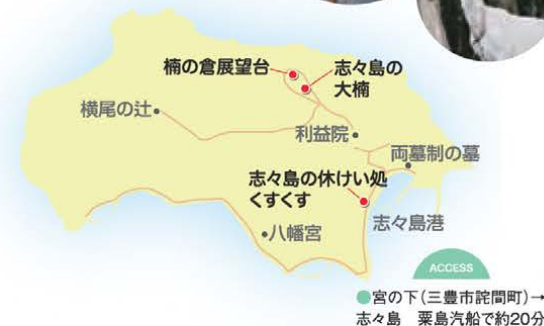 楠の倉展望台
志々島の
大楠
横尾の辻
利益院
両墓制の墓
志々島の休けい処
くすくす
志々島港
八幡宮
ACCESS
●宮の下(三豊市詫間町)→
志々島 粟島汽船で約20分